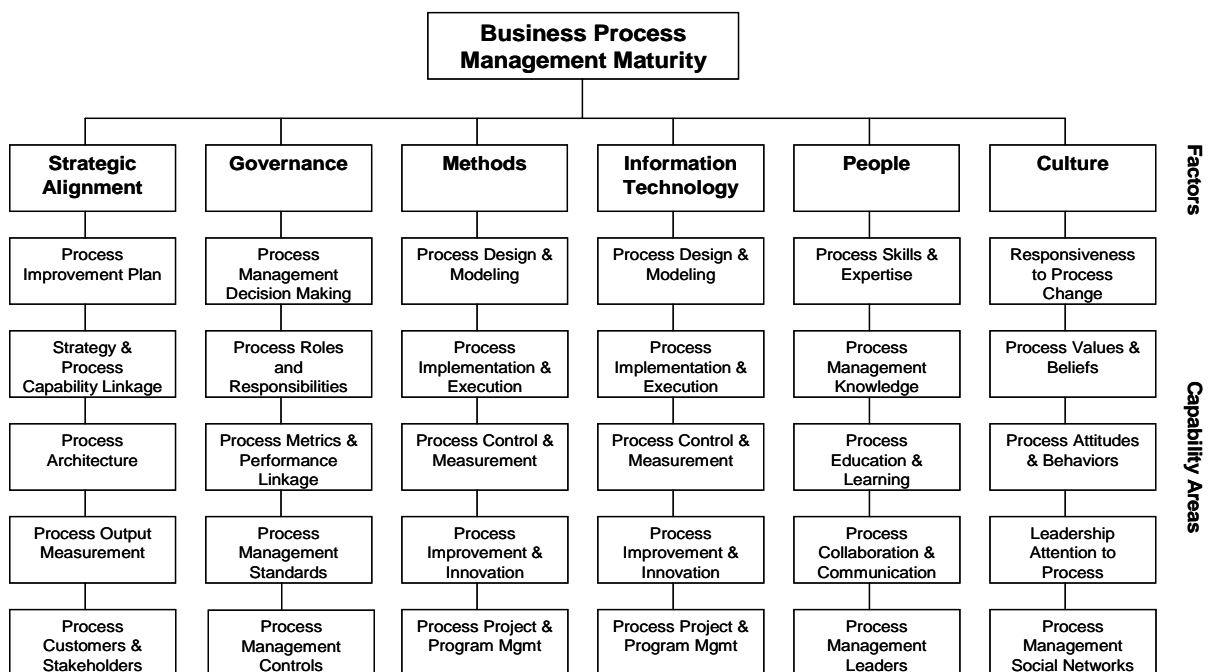 Business Process
Management Maturity
Strategic
Alignment
Governance
Methods
Information
Technology
People
Culture
Factors
Process
Improvement Plan
Process
Management
Decision Making
Process Design &
Modeling
Process Design &
Modeling
Process Skills &
Expertise
Responsiveness
to Process
Change
Strategy &
Process
Capability Linkage
Process Roles
and
Responsibilities
Process
Implementation &
Execution
Process
Implementation &
Execution
Process
Management
Knowledge
Process Values &
Beliefs
Capability Areas
Process
Architecture
Process Metrics &
Performance
Linkage
Process Control &
Measurement
Process Control &
Measurement
Process
Education &
Learning
Process Attitudes
& Behaviors
Process Output
Measurement
Process
Management
Standards
Process
Improvement &
Innovation
Process
Improvement &
Innovation
Process
Collaboration &
Communication
Leadership
Attention to
Process
Process
Customers &
Stakeholders
Process
Management
Controls
Process Project &
Program Mgmt
Process Project &
Program Mgmt
Process
Management
Leaders
Process
Management
Social Networks